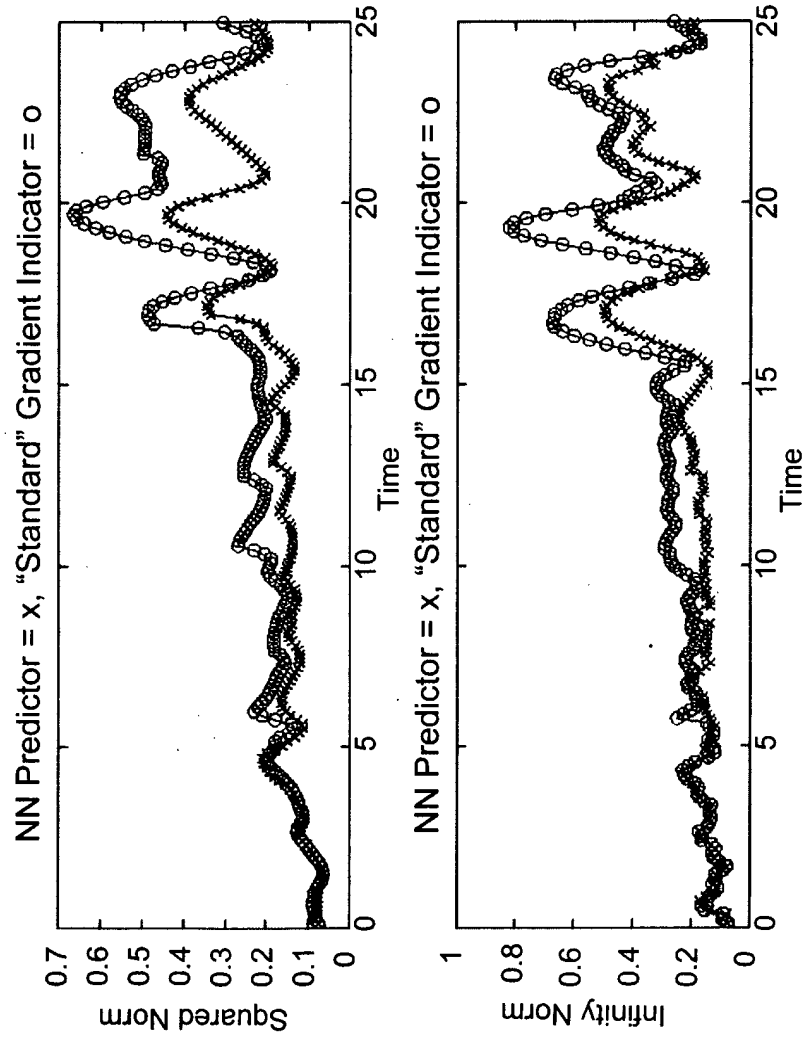 NN Predictor = x, “Standard” Gradient Indicator = o
0.7
0.6
0.5
0.4
0.3
0.2
0.1
0
Squared Norm
0 5 10 15 20 25
Time
NN Predictor = x, “Standard” Gradient Indicator = o
1
0.8
0.6
0.4
0.2
0
Infinity Norm
0 5 10 15 20 25
Time